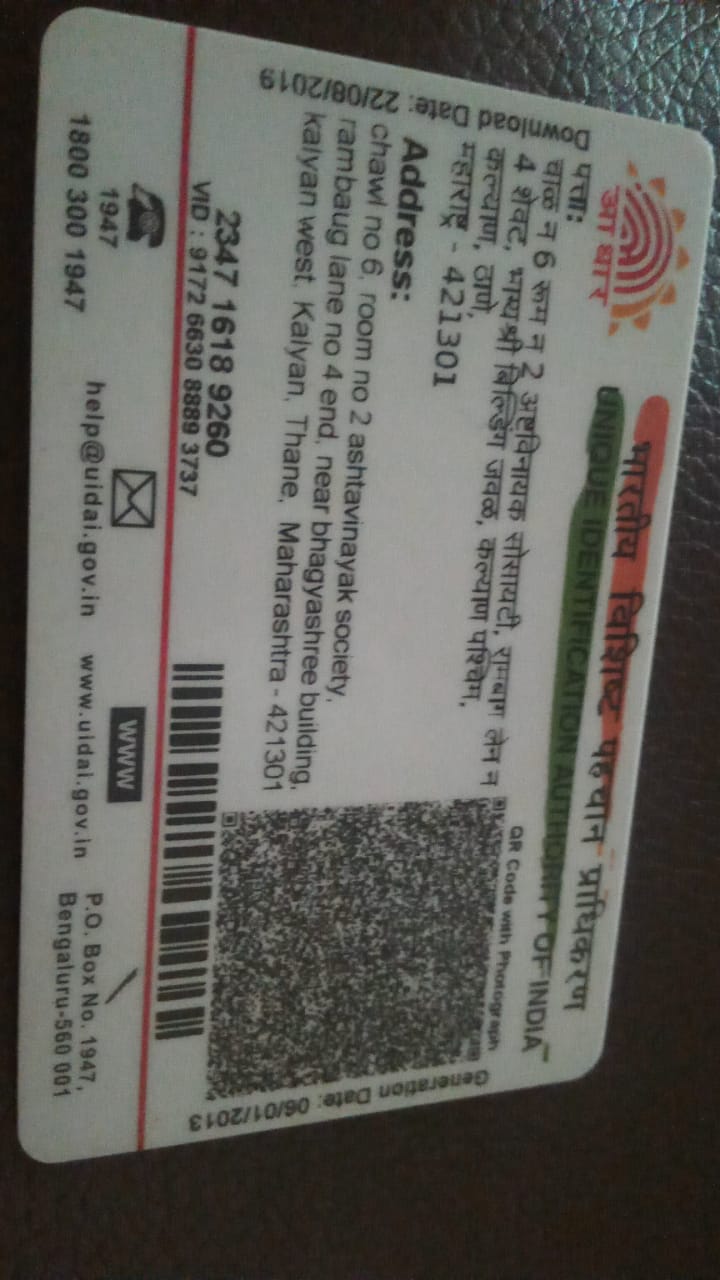 आधार
भारतीय विशिष्ट पहचान प्राधिकरण
UNIQUE IDENTIFICATION AUTHORITY OF INDIA
Download Date: 22/08/2019
पत्ता:
चाळ न 6 रूम न 2 अष्टविनायक सोसायटी, राम्बाग लेन न
4 शेवट, भाग्यश्री बिल्डिंग जवळ, कल्याण पश्चिम,
कल्याण, ठाणे,
महाराष्ट्र - 421301
Address:
chawl no 6, room no 2 ashtavinayak society,
rambaug lane no 4 end, near bhagyashree building,
kalyan west, Kalyan, Thane, Maharashtra - 421301
QR Code with Photograph
Generation Date: 06/01/2013
2347 1618 9260
VID : 9172 6630 8889 3737
1947
1800 300 1947
help@uidai.gov.in
www
www.uidai.gov.in
P.O. Box No. 1947,
Bengaluru-560 001